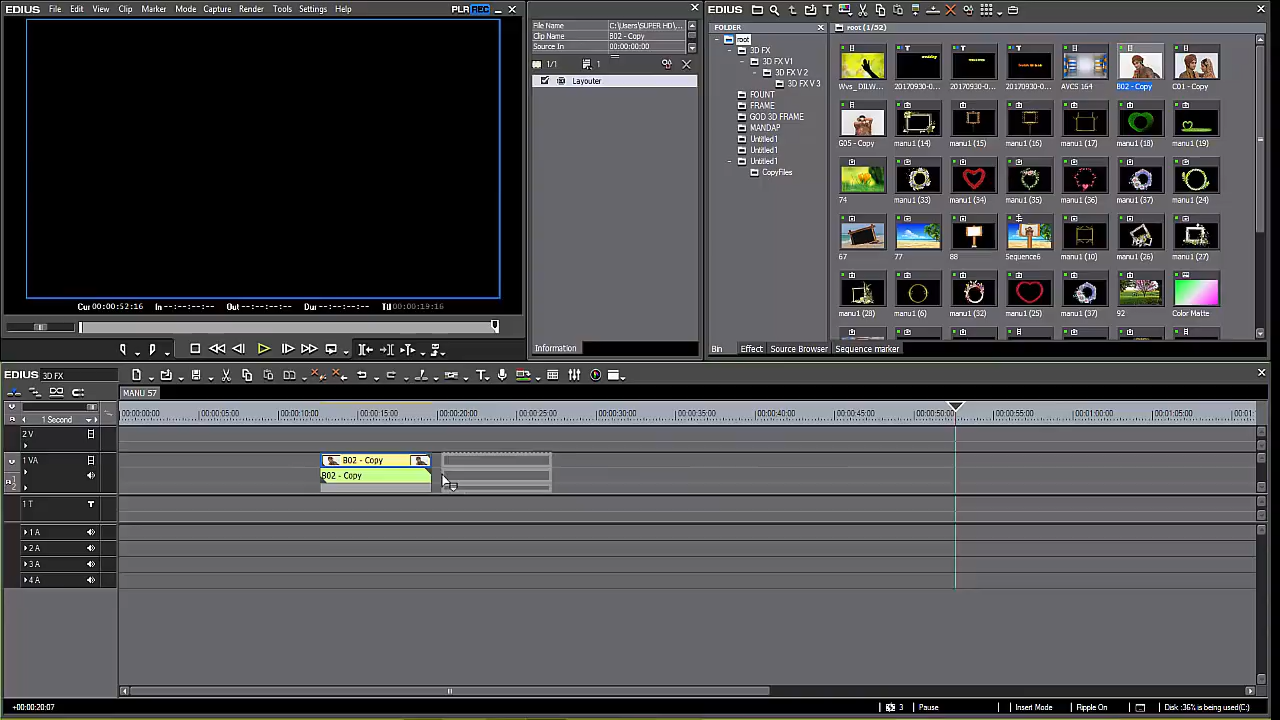 EDIUS File Edit View Clip Marker Mode Capture Render Tools Settings Help PLR REC
File Name C:\Users\SUPER HD\...
Clip Name B02 - Copy
Source In 00:00:00:00
1/1 1
Layouter
Information
EDIUS
FOLDER
root
3D FX
3D FX V1
3D FX V 2
3D FX V 3
FOUNT
FRAME
GOD 3D FRAME
MANDAP
Untitled1
Untitled1
Untitled1
CopyFiles
root (1/52)
Wvs_DILW... 20170930-0... 20170930-0... 20170930-0... AVCS 164 B02 - Copy C01 - Copy
G05 - Copy manu1 (14) manu1 (15) manu1 (16) manu1 (17) manu1 (18) manu1 (19)
74 manu1 (33) manu1 (34) manu1 (35) manu1 (36) manu1 (23) manu1 (24)
67 77 88 Sequence6 manu1 (10) manu1 (26) manu1 (27)
manu1 (28) manu1 (6) manu1 (32) manu1 (25) manu1 (37) 92 Color Matte
Bin Effect Source Browser Sequence marker
Cur 00:00:52:16 In --:--:--:-- Out --:--:--:-- Dur --:--:--:-- Ttl 00:00:19:16
EDIUS 3D FX
MANU 57
1 Second
00:00:00:00 00:00:05:00 00:00:10:00 00:00:15:00 00:00:20:00 00:00:25:00 00:00:30:00 00:00:35:00 00:00:40:00 00:00:45:00 00:00:50:00 00:00:55:00 00:01:00:00 00:01:05:00 00:01:
2 V
1 VA
B02 - Copy
B02 - Copy
1 T
1 A
2 A
3 A
4 A
+00:00:20:07 3 Pause Insert Mode Ripple On Disk :36% is being used(C:)